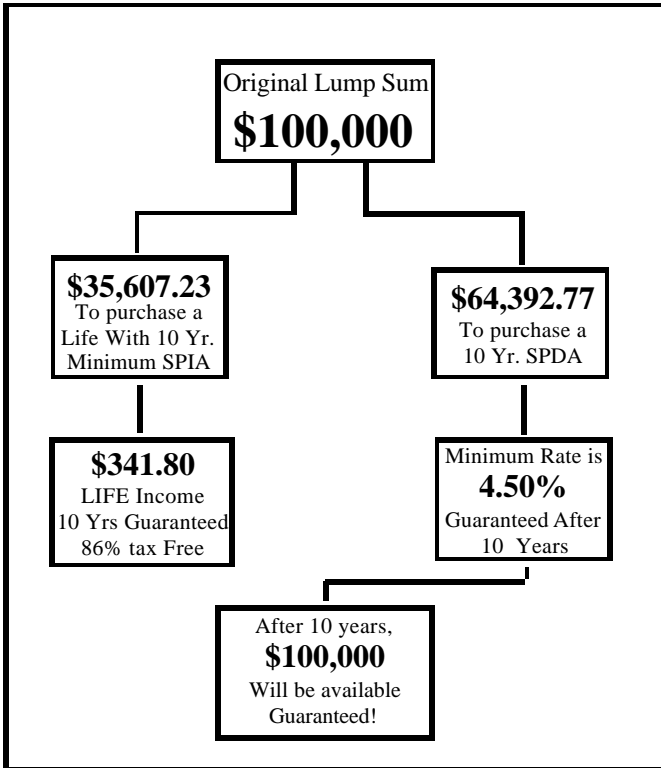 Original Lump Sum
$100,000
$35,607.23
To purchase a
Life With 10 Yr.
Minimum SPIA
$64,392.77
To purchase a
10 Yr. SPDA
$341.80
LIFE Income
10 Yrs Guaranteed
86% tax Free
Minimum Rate is
4.50%
Guaranteed After
10 Years
After 10 years,
$100,000
Will be available
Guaranteed!